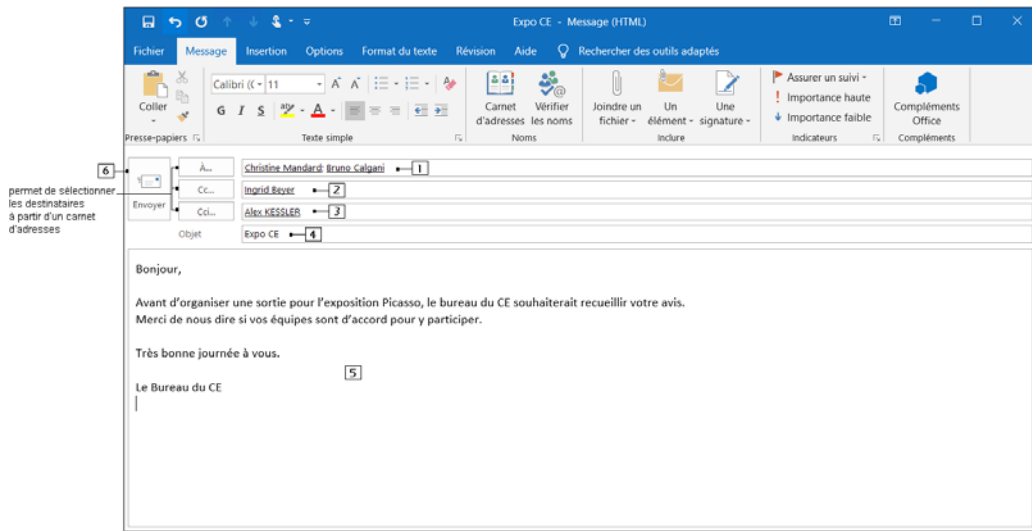 Expo CE - Message (HTML)
Fichier Message Insertion Options Format du texte Révision Aide Rechercher des outils adaptés
Coller
Calibri (C 11
G I S
Carnet d'adresses
Vérifier les noms
Joindre un fichier
Un élément
Une signature
Assurer un suivi
Importance haute
Importance faible
Compléments Office
Presse-papiers Texte simple Noms Inclure Indicateurs Compléments
6
permet de sélectionner
les destinataires
à partir d'un carnet
d'adresses
Envoyer
À... Christine Mandard; Bruno Calgani 1
Cc... Ingrid Beyer 2
Cci... Alex KESSLER 3
Objet Expo CE 4
Bonjour,
Avant d'organiser une sortie pour l'exposition Picasso, le bureau du CE souhaiterait recueillir votre avis.
Merci de nous dire si vos équipes sont d'accord pour y participer.
Très bonne journée à vous.
5
Le Bureau du CE